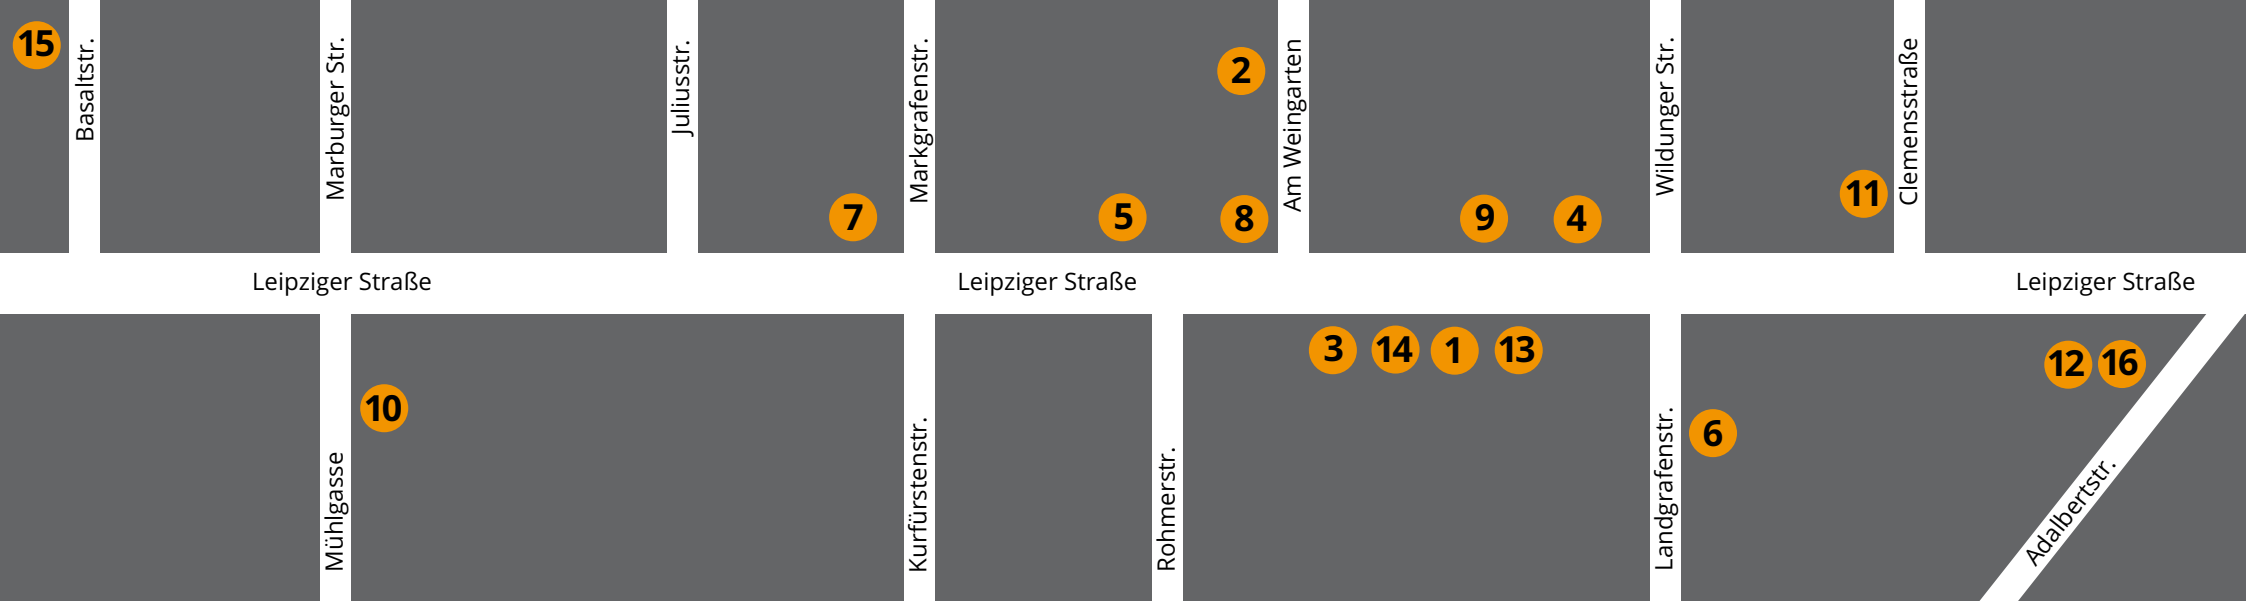 15
Basaltstr.
Marburger Str.
Juliusstr.
Markgrafenstr.
2
Am Weingarten
Wildunger Str.
Clemensstraße
7
5
8
9
4
11
Leipziger Straße
Leipziger Straße
Leipziger Straße
3
14
1
13
12
16
10
6
Mühlgasse
Kurfürstenstr.
Rohmerstr.
Landgrafenstr.
Adalbertstr.